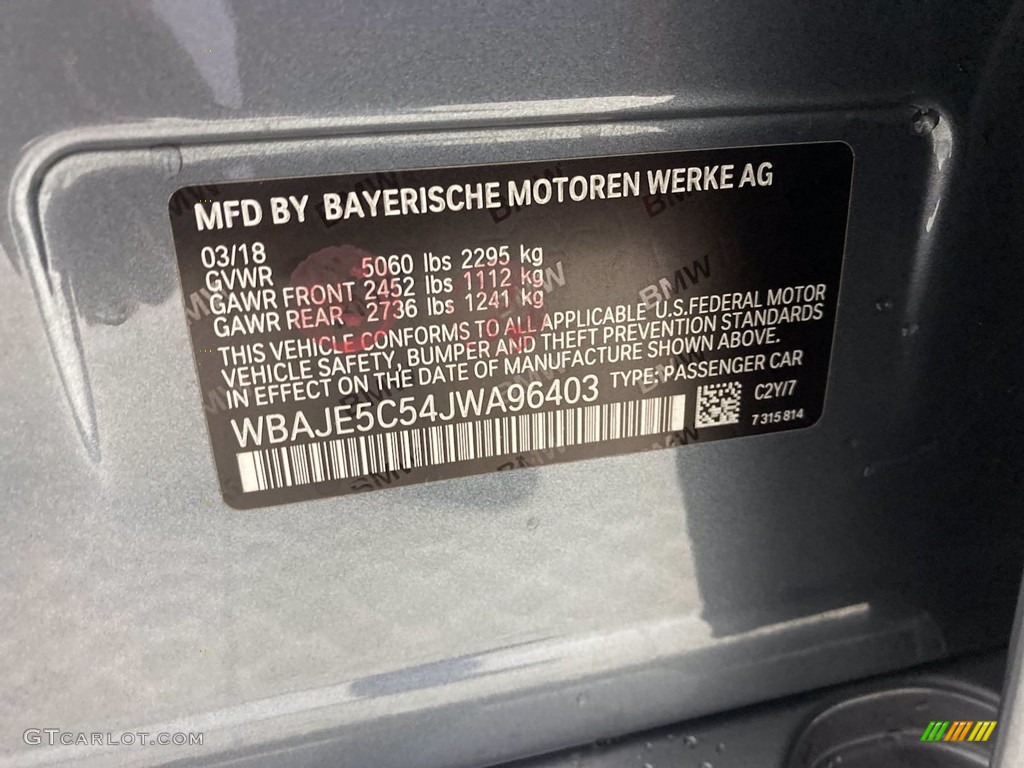 MFD BY BAYERISCHE MOTOREN WERKE AG
03/18
GVWR 5060 lbs 2295 kg
GAWR FRONT 2452 lbs 1112 kg
GAWR REAR 2736 lbs 1241 kg
THIS VEHICLE CONFORMS TO ALL APPLICABLE U.S.FEDERAL MOTOR
VEHICLE SAFETY, BUMPER AND THEFT PREVENTION STANDARDS
IN EFFECT ON THE DATE OF MANUFACTURE SHOWN ABOVE.
WBAJE5C54JWA96403 TYPE: PASSENGER CAR
C2Y/7
7 315 814
GTCARLOT.COM